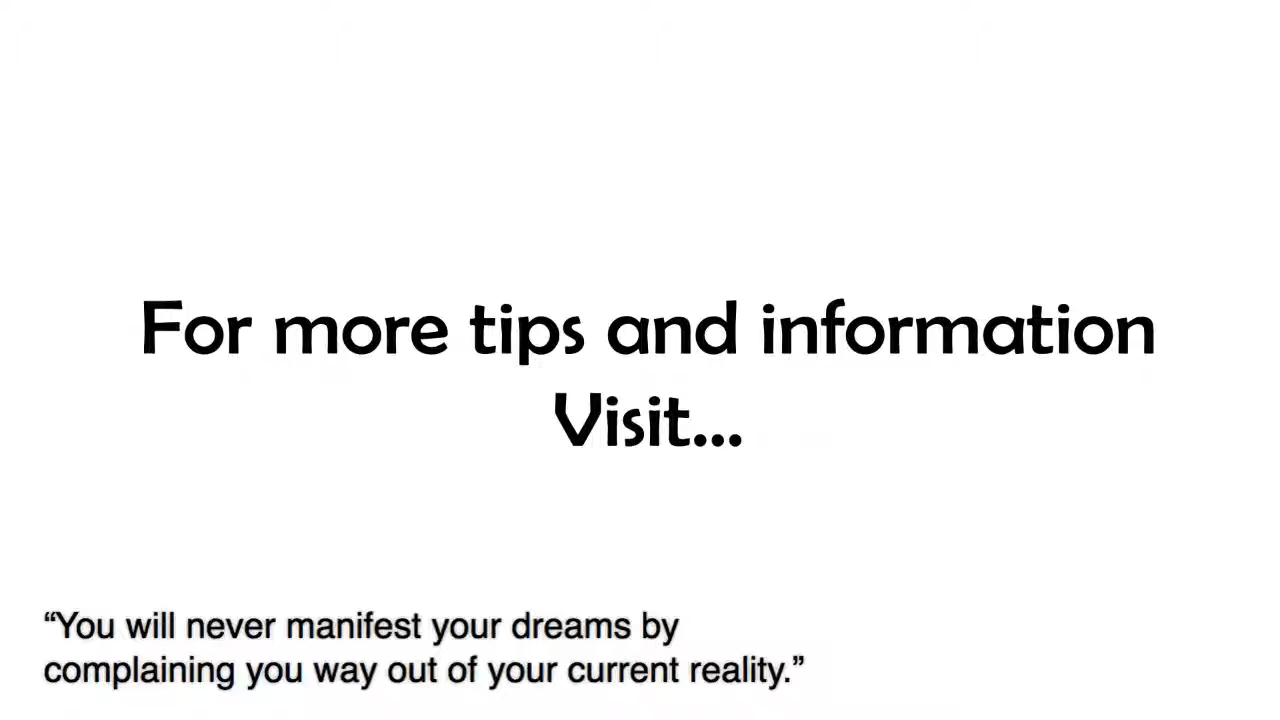 For more tips and information
Visit...
“You will never manifest your dreams by
complaining you way out of your current reality.”